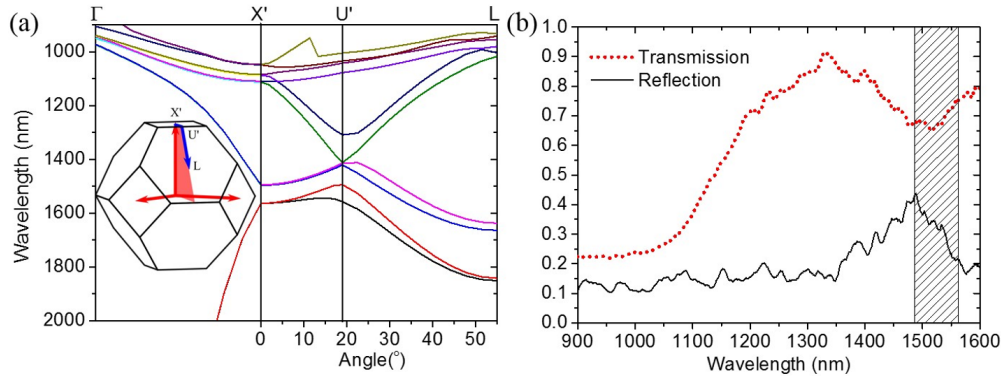 (a)
Γ X' U' L
1000
1200
1400
1600
1800
2000
Wavelength (nm)
X'
U'
L
0 10 20 30 40 50
Angle(°)
(b)
1.0
0.9
0.8
0.7
0.6
0.5
0.4
0.3
0.2
0.1
0.0
Transmission
Reflection
900 1000 1100 1200 1300 1400 1500 1600
Wavelength (nm)